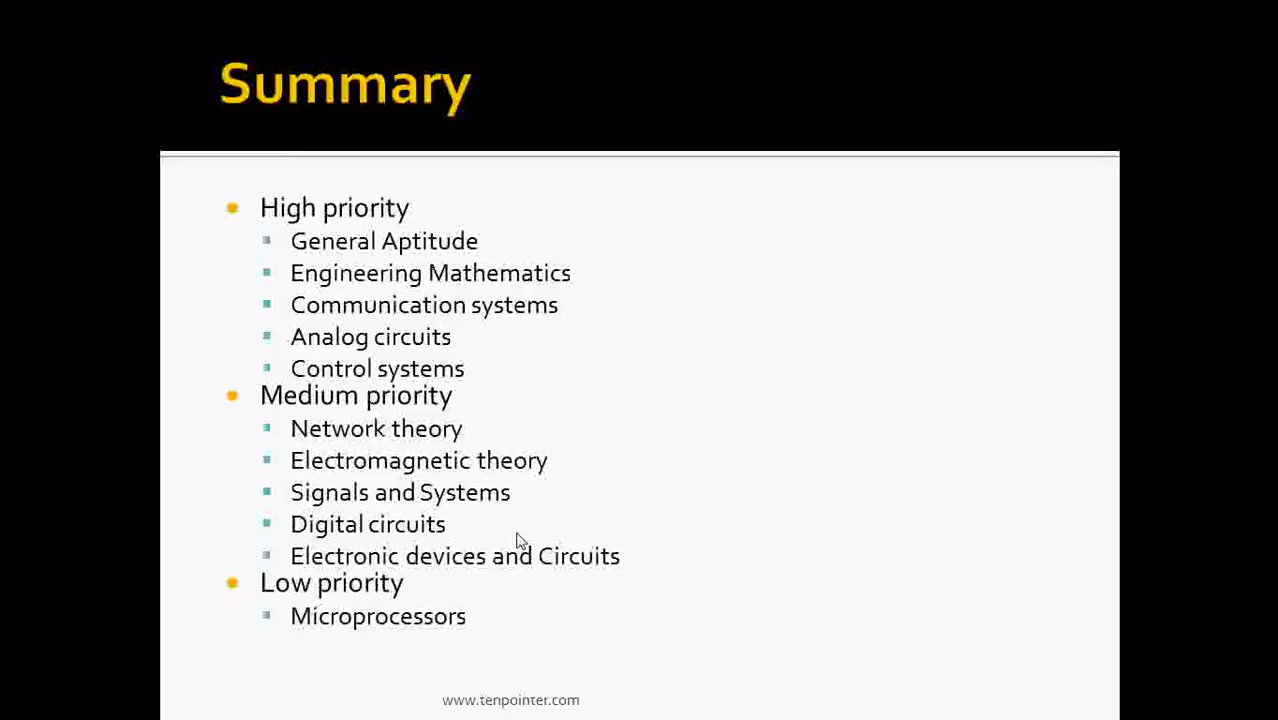 Summary
High priority
General Aptitude
Engineering Mathematics
Communication systems
Analog circuits
Control systems
Medium priority
Network theory
Electromagnetic theory
Signals and Systems
Digital circuits
Electronic devices and Circuits
Low priority
Microprocessors
www.tenpointer.com